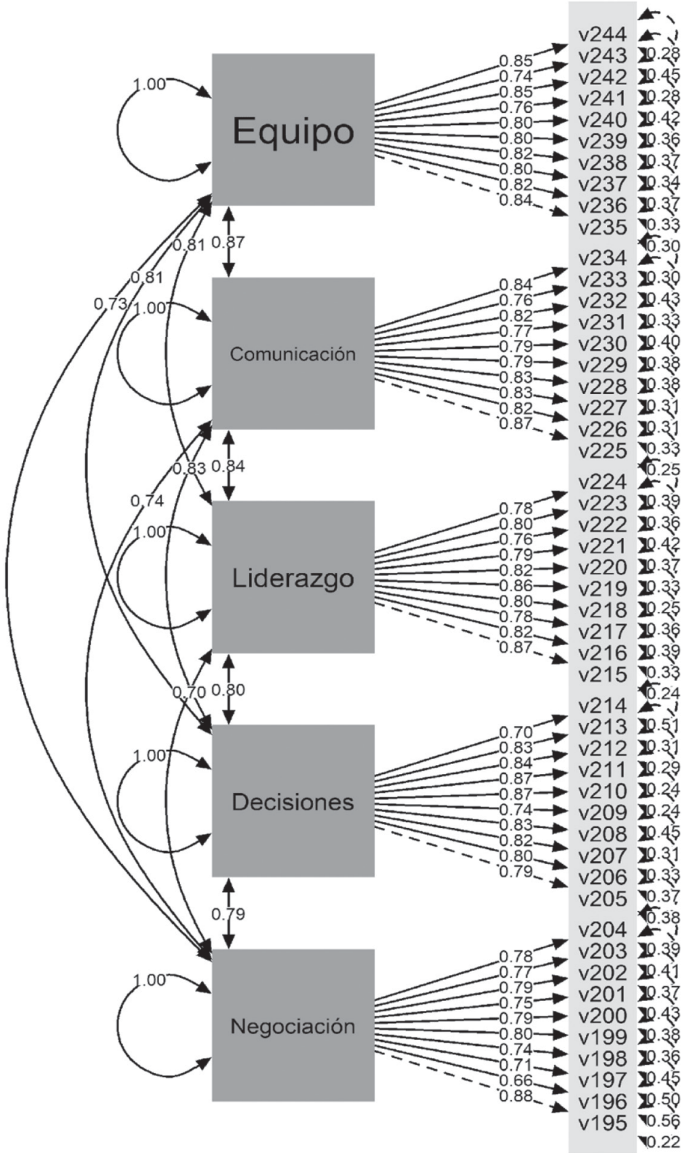 v244
0.85 v243 0.28
0.74 v242 0.45
1.00 0.85 v241 0.28
0.76 v240 0.42
Equipo 0.80 v239 0.36
0.80 v238 0.37
0.82 v237 0.34
0.80 v236 0.37
0.82 v235 0.33
0.84
0.81 0.87 0.30
v234
0.81 0.84 v233 0.30
0.73 0.76 v232 0.43
1.00 0.82 v231 0.33
0.77 v230 0.40
Comunicación 0.79 v229 0.38
0.79 v228 0.38
0.83 v227 0.31
0.83 v226 0.31
0.82 v225 0.33
0.87
0.83 0.84 0.25
v224
0.74 0.78 v223 0.39
0.80 v222 0.36
1.00 0.76 v221 0.42
0.79 v220 0.37
Liderazgo 0.82 v219 0.33
0.86 v218 0.25
0.80 v217 0.36
0.78 v216 0.39
0.82 v215 0.33
0.87
0.70 0.80 0.24
v214
0.70 v213 0.51
0.83 v212 0.31
1.00 0.84 v211 0.29
0.87 v210 0.24
Decisiones 0.87 v209 0.24
0.74 v208 0.45
0.83 v207 0.31
0.82 v206 0.33
0.80 v205 0.37
0.79
0.79 0.38
v204
0.78 v203 0.39
0.77 v202 0.41
1.00 0.79 v201 0.37
0.75 v200 0.43
Negociación 0.79 v199 0.38
0.80 v198 0.36
0.74 v197 0.45
0.71 v196 0.50
0.66 v195 0.56
0.88
0.22